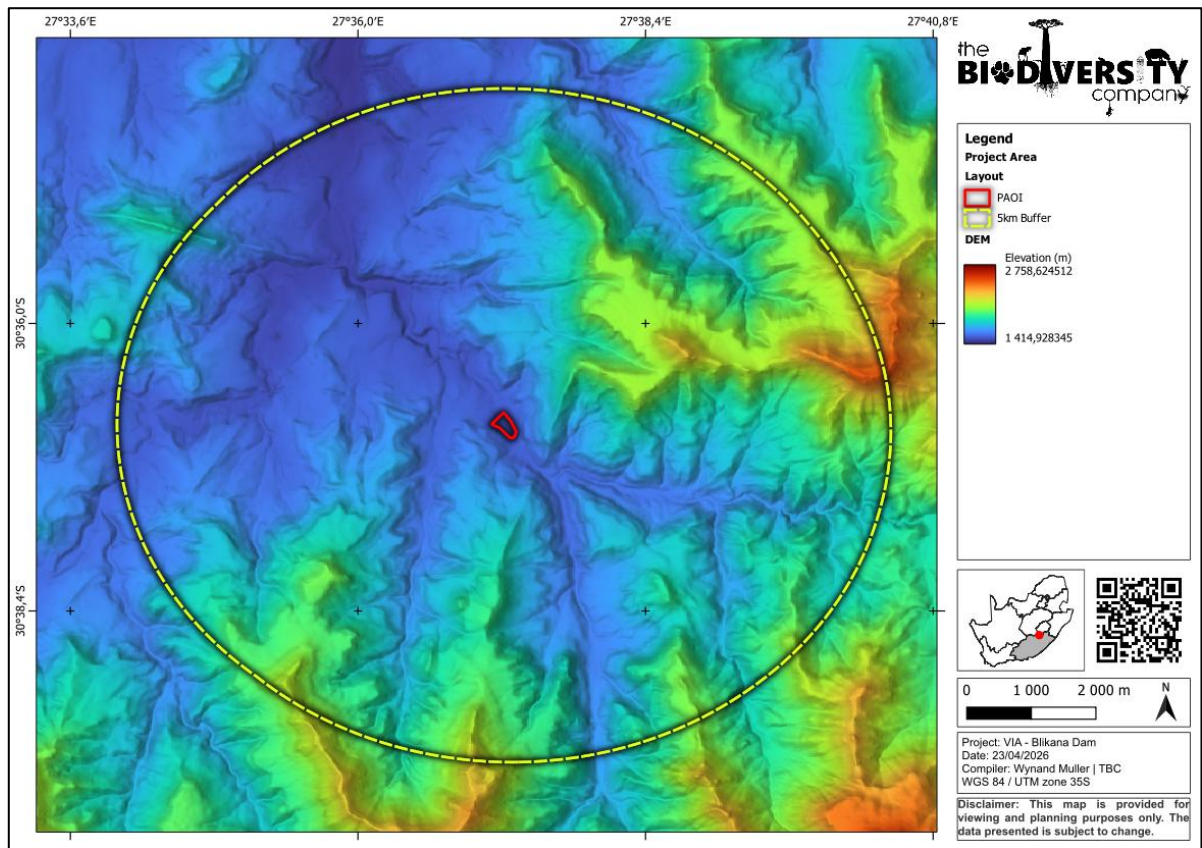 27°33,6'E
27°36,0'E
27°38,4'E
27°40,8'E
30°36,0'S
30°38,4'S
the
BIODIVERSITY
company
Legend
Project Area
Layout
PAOI
5km Buffer
DEM
Elevation (m)
2 758,624512
1 414,928345
0 1 000 2 000 m
N
Project: VIA - Blikana Dam
Date: 23/04/2026
Compiler: Wynand Muller | TBC
WGS 84 / UTM zone 35S
Disclaimer: This map is provided for
viewing and planning purposes only. The
data presented is subject to change.